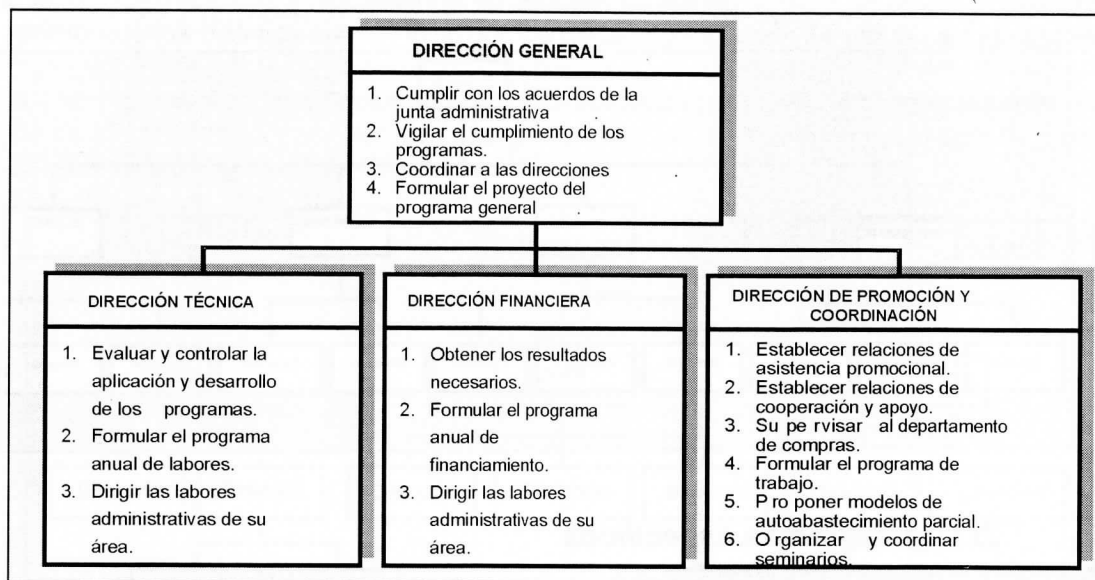 DIRECCIÓN GENERAL
1. Cumplir con los acuerdos de la
junta administrativa
2. Vigilar el cumplimiento de los
programas.
3. Coordinar a las direcciones
4. Formular el proyecto del
programa general
DIRECCIÓN TÉCNICA
1. Evaluar y controlar la
aplicación y desarrollo
de los programas.
2. Formular el programa
anual de labores.
3. Dirigir las labores
administrativas de su
área.
DIRECCIÓN FINANCIERA
1. Obtener los resultados
necesarios.
2. Formular el programa
anual de
financiamiento.
3. Dirigir las labores
administrativas de su
área.
DIRECCIÓN DE PROMOCIÓN Y
COORDINACIÓN
1. Establecer relaciones de
asistencia promocional.
2. Establecer relaciones de
cooperación y apoyo.
3. Su pe rvisar al departamento
de compras.
4. Formular el programa de
trabajo.
5. P ro poner modelos de
autoabastecimiento parcial.
6. O rganizar y coordinar
seminarios.